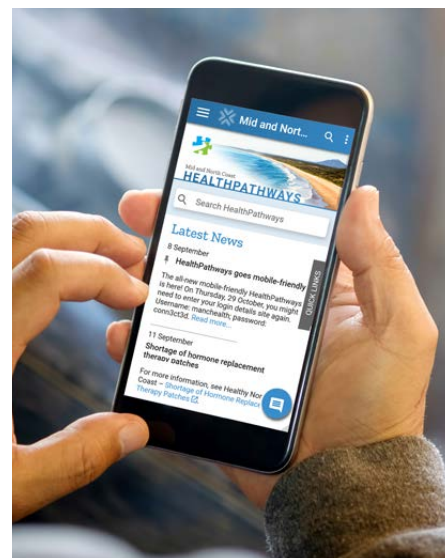 Mid and Nort...
Mid and North Coast
HEALTHPATHWAYS
Search HealthPathways
Latest News
8 September
HealthPathways goes mobile-friendly
The all-new mobile-friendly HealthPathways
is here! On Thursday, 29 October, you might
need to enter your login details site again.
Username: manchealth; password:
conn3ct3d. Read more...
QUICK LINKS
11 September
Shortage of hormone replacement
therapy patches
For more information, see Healthy Nor
Coast – Shortage of Hormone Replace
Therapy Patches